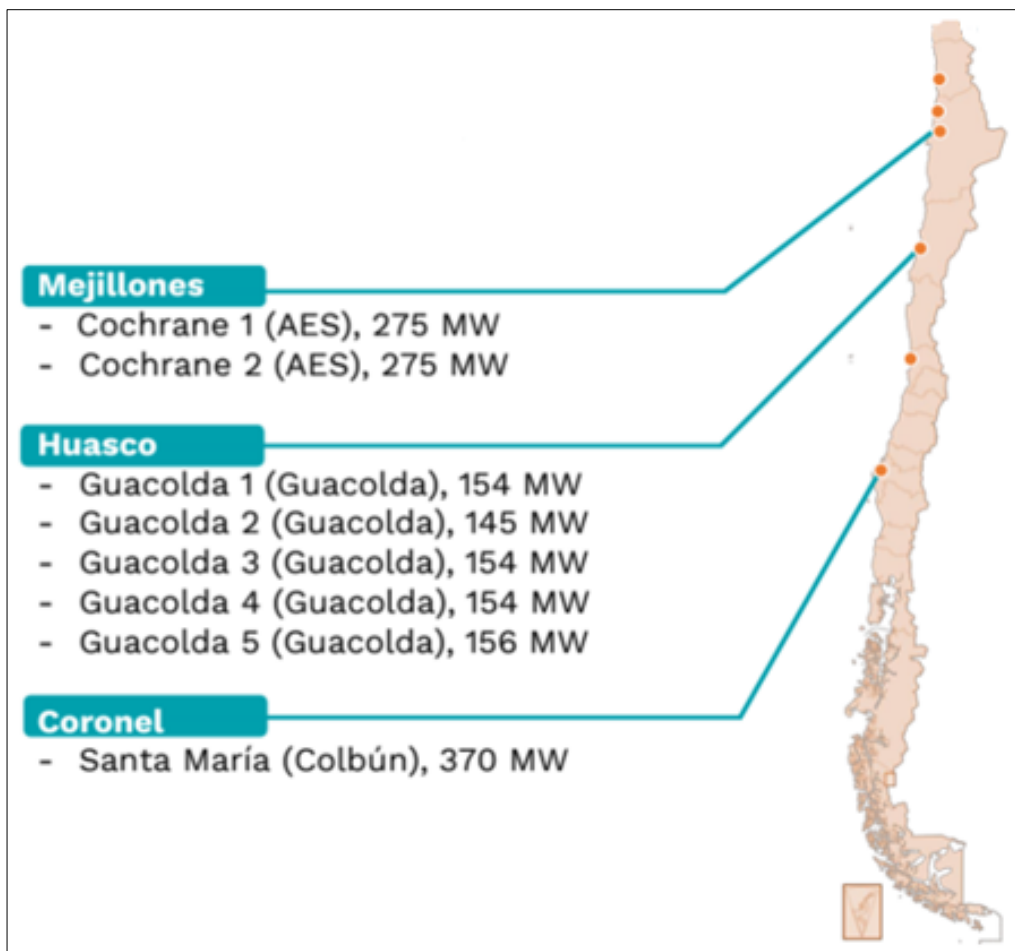 Mejillones
- Cochrane 1 (AES), 275 MW
- Cochrane 2 (AES), 275 MW
Huasco
- Guacolda 1 (Guacolda), 154 MW
- Guacolda 2 (Guacolda), 145 MW
- Guacolda 3 (Guacolda), 154 MW
- Guacolda 4 (Guacolda), 154 MW
- Guacolda 5 (Guacolda), 156 MW
Coronel
- Santa María (Colbún), 370 MW